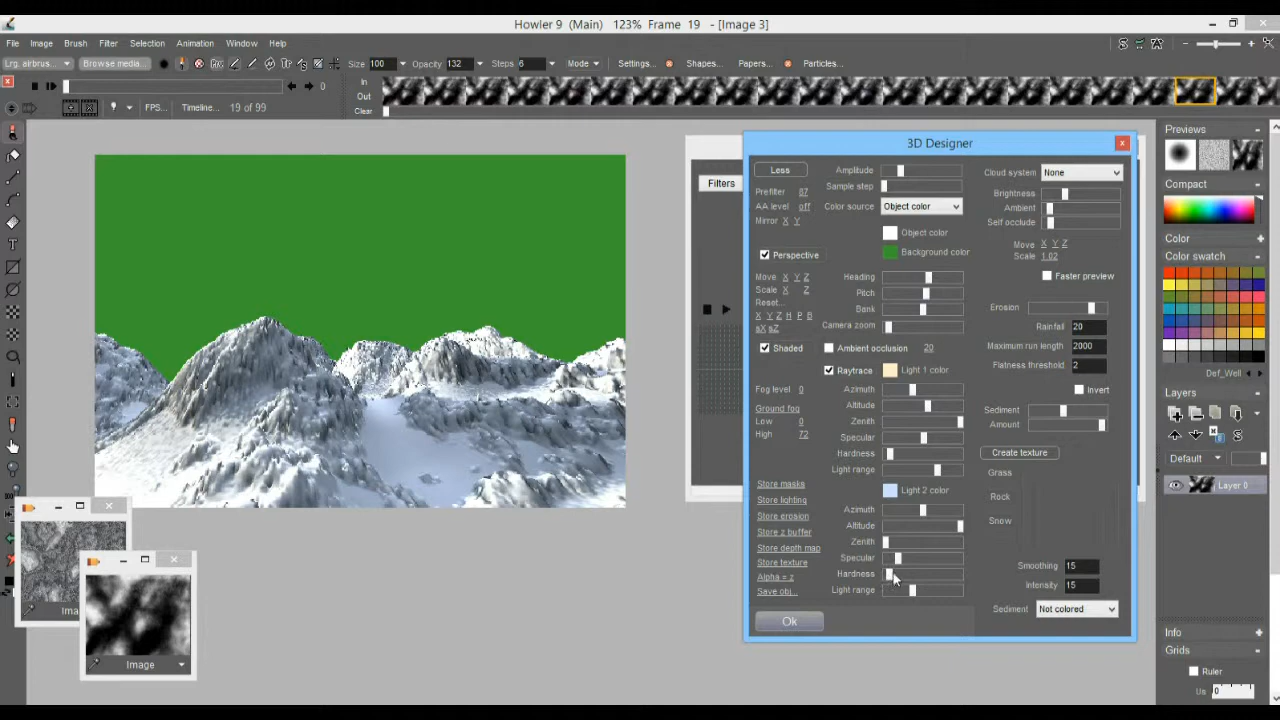 Howler 9 (Main) 123% Frame 19 - [Image 3]
File Image Brush Filter Selection Animation Window Help
Lrg. airbrus... Browse media... Size 100 Opacity 132 Steps 6 Mode Settings... Shapes... Papers... Particles...
In
0
Out
FPS... Timeline... 19 of 99
Clear
3D Designer
Previews
Filters
Less
Prefilter 87
AA level off
Mirror X Y
Perspective
Move X Y Z
Scale X Z
Reset...
X Y Z H P B
aX aZ
Shaded
Fog level 0
Ground fog
Low 0
High 72
Store masks
Store lighting
Store erosion
Store z buffer
Store depth map
Store texture
Alpha = z
Save obj...
Ok
Amplitude
Sample step
Color source Object color
Object color
Background color
Heading
Pitch
Bank
Camera zoom
Ambient occlusion 20
Raytrace Light 1 color
Azimuth
Altitude
Zenith
Specular
Hardness
Light range
Light 2 color
Azimuth
Altitude
Zenith
Specular
Hardness
Light range
Cloud system None
Brightness
Ambient
Self occlude
Move X Y Z
Scale 1.02
Faster preview
Erosion
Rainfall 20
Maximum run length 2000
Flatness threshold 2
Invert
Sediment
Amount
Create texture
Grass
Rock
Snow
Smoothing 15
Intensity 15
Sediment Not colored
Compact
Color
Color swatch
Def_Well
Layers
Default
Layer 0
Info
Grids
Ruler
0
Ima
Image